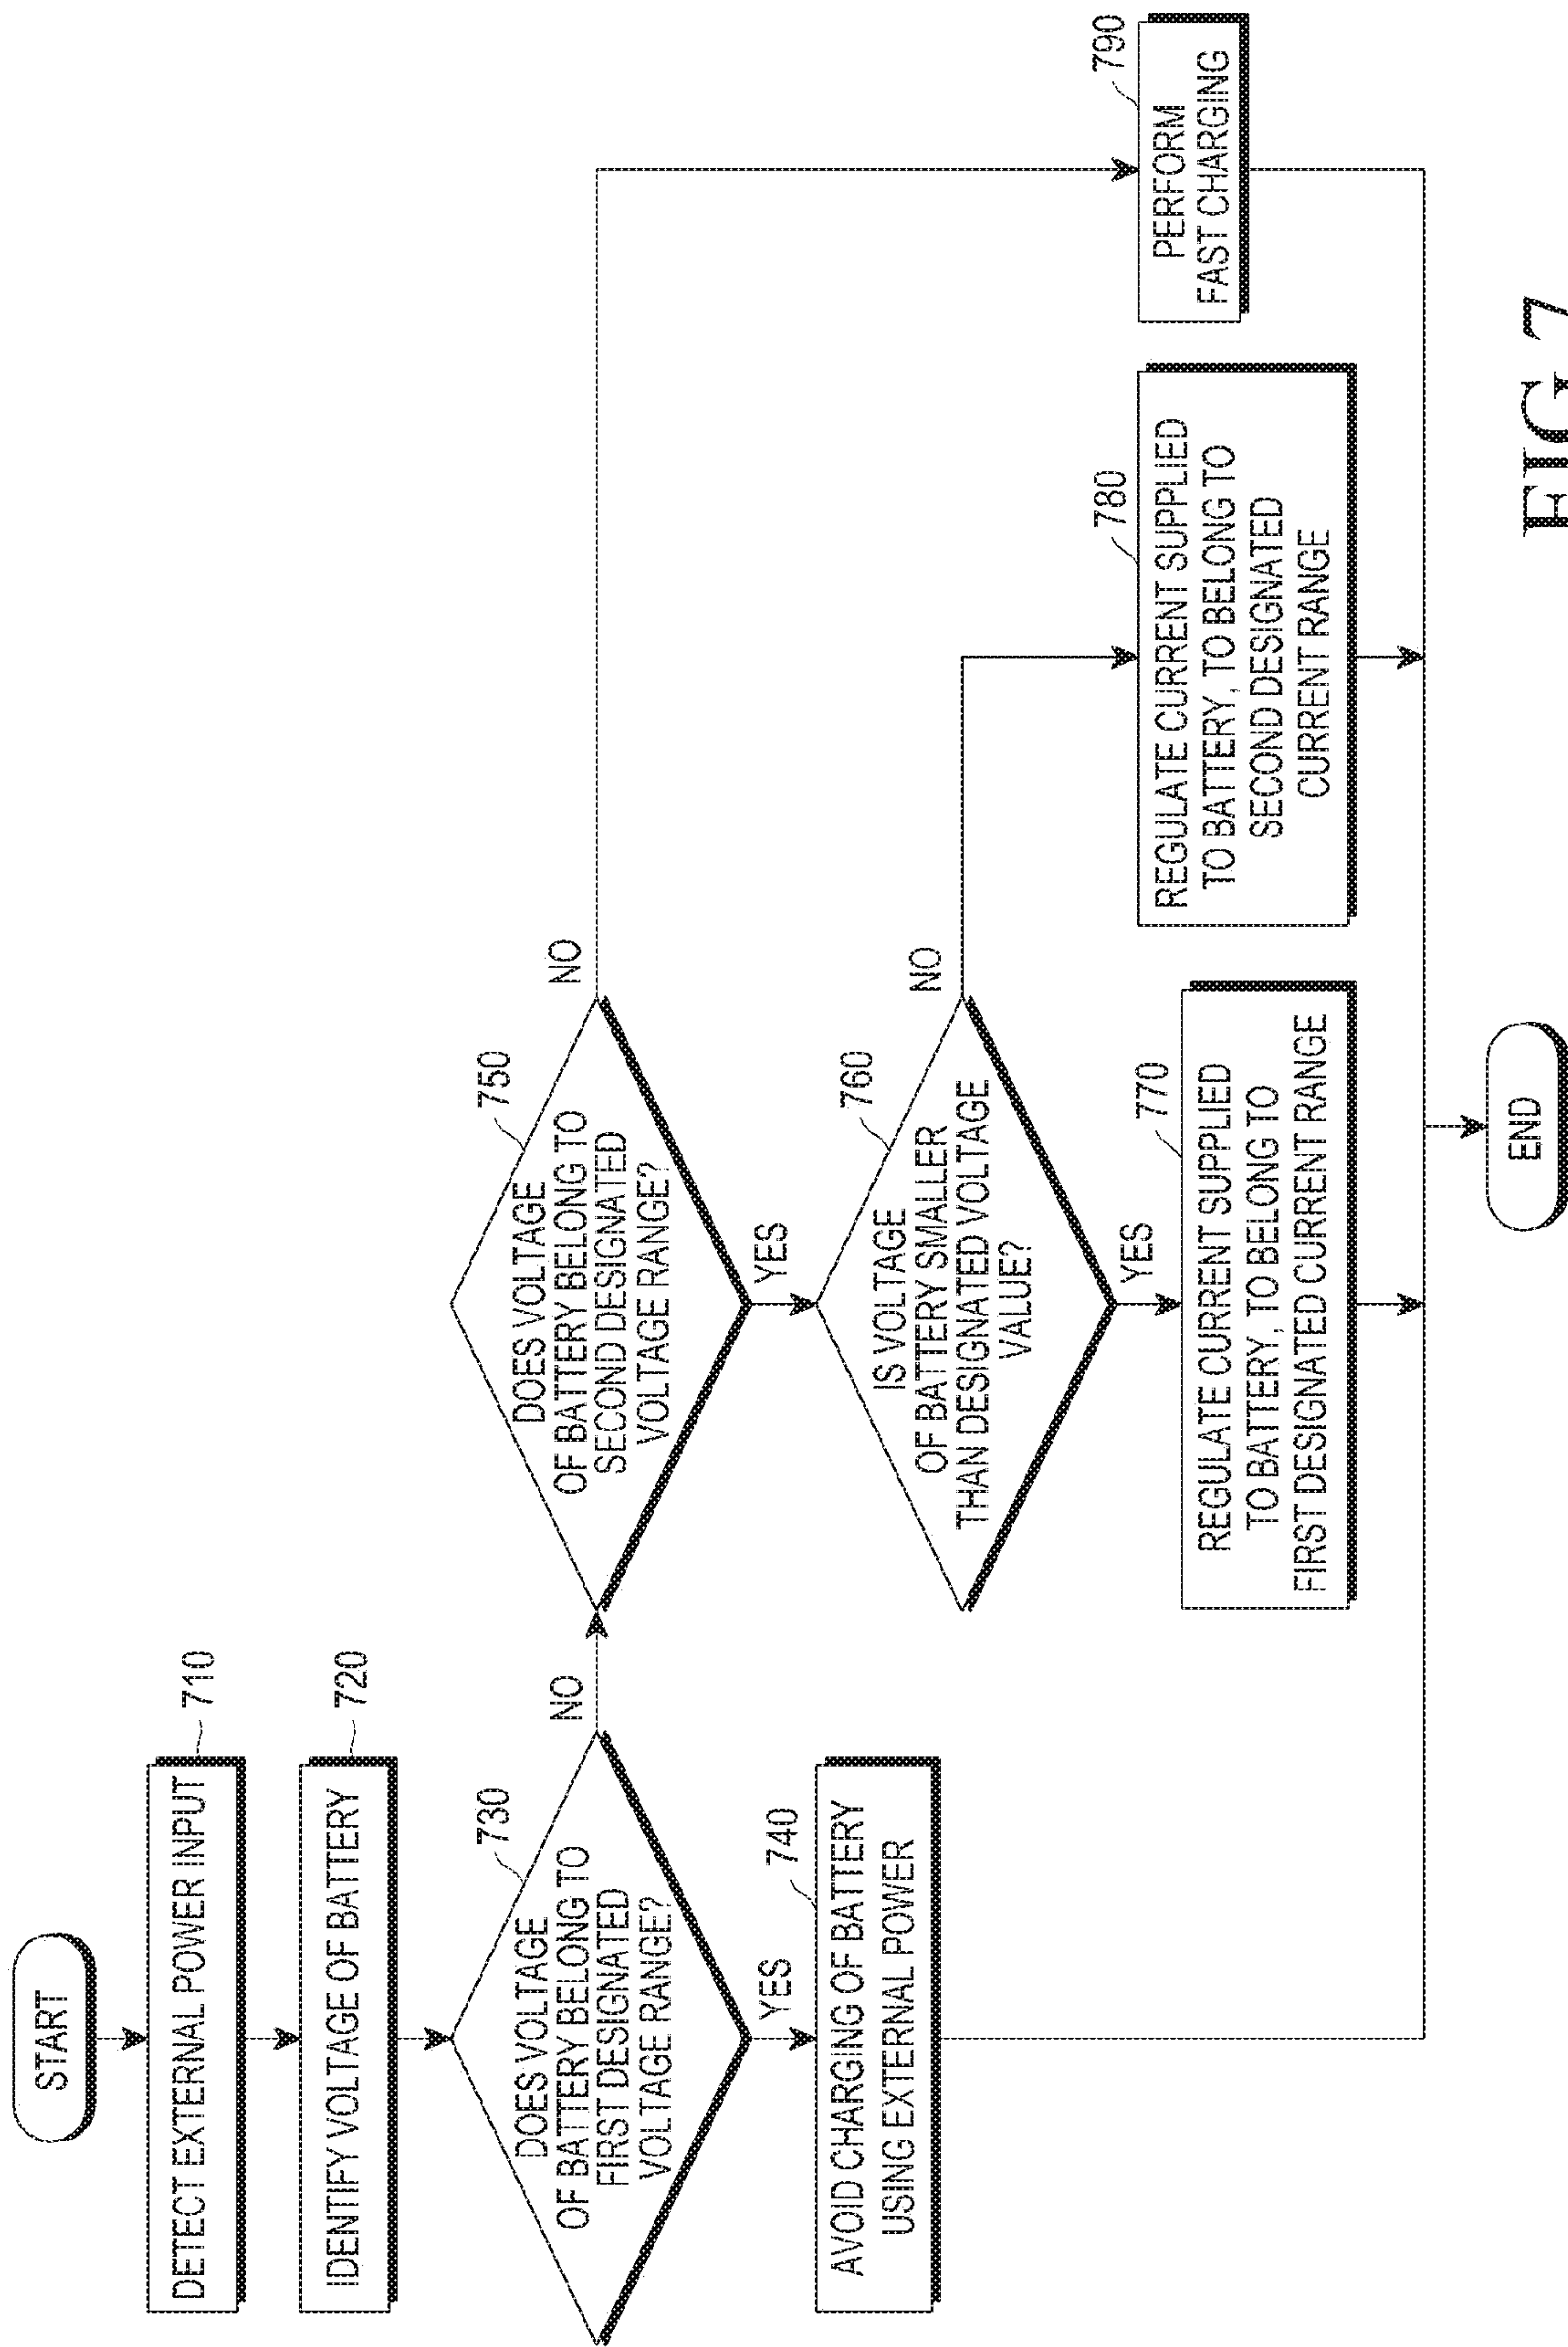 START
DETECT EXTERNAL POWER INPUT
710
IDENTIFY VOLTAGE OF BATTERY
720
DOES VOLTAGE
OF BATTERY BELONG TO
FIRST DESIGNATED
VOLTAGE RANGE?
730
NO
YES
AVOID CHARGING OF BATTERY
USING EXTERNAL POWER
740
DOES VOLTAGE
OF BATTERY BELONG TO
SECOND DESIGNATED
VOLTAGE RANGE?
750
NO
YES
IS VOLTAGE
OF BATTERY SMALLER
THAN DESIGNATED VOLTAGE
VALUE?
760
NO
YES
REGULATE CURRENT SUPPLIED
TO BATTERY, TO BELONG TO
FIRST DESIGNATED CURRENT RANGE
770
REGULATE CURRENT SUPPLIED
TO BATTERY, TO BELONG TO
SECOND DESIGNATED
CURRENT RANGE
780
PERFORM
FAST CHARGING
790
END
FIG 7